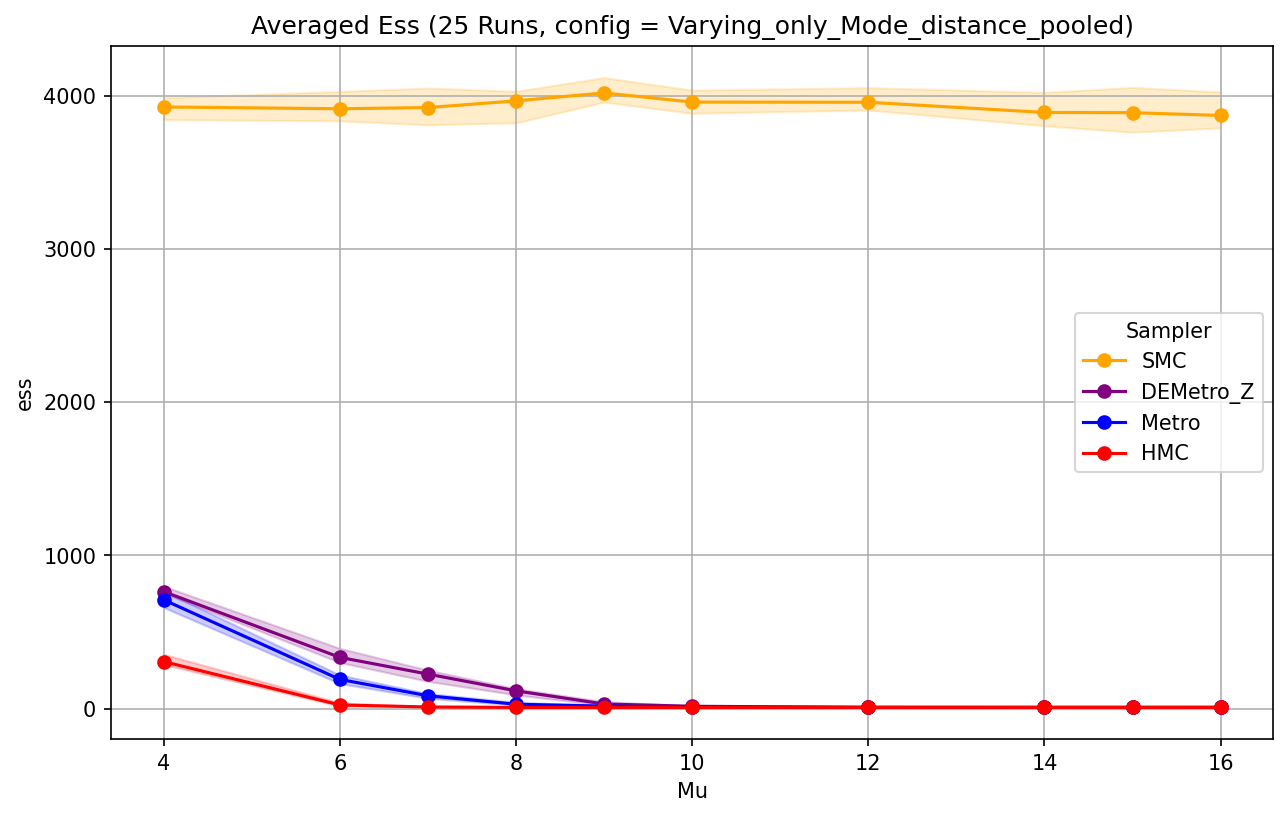 Averaged Ess (25 Runs, config = Varying_only_Mode_distance_pooled)
4000
3000
2000
1000
0
ess
Sampler
SMC
DEMetro_Z
Metro
HMC
4 6 8 10 12 14 16
Mu